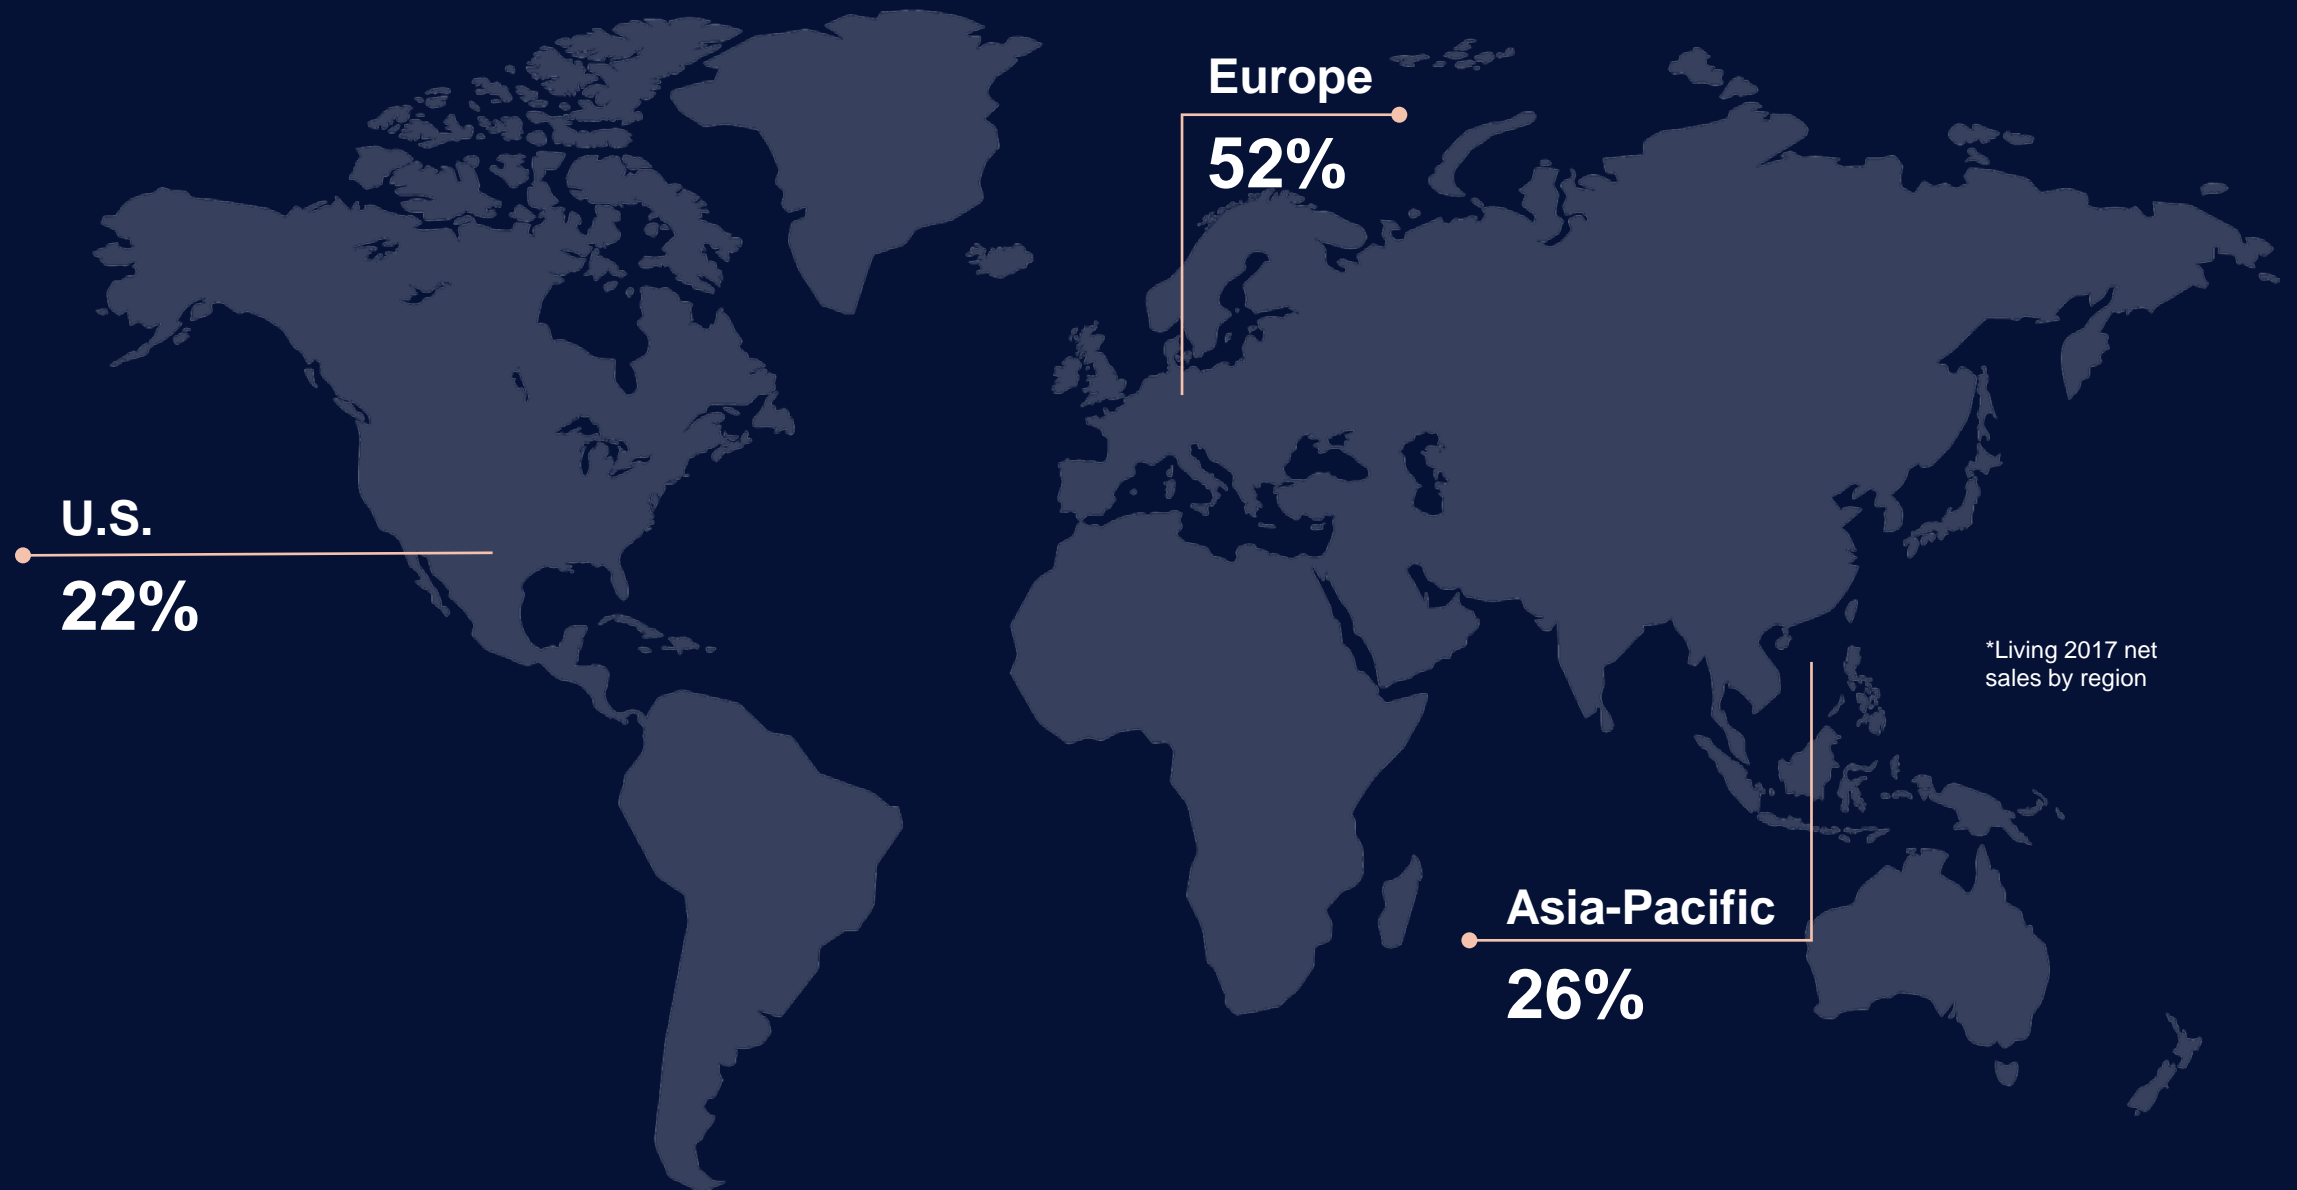 Europe
52%
U.S.
22%
*Living 2017 net
sales by region
Asia-Pacific
26%